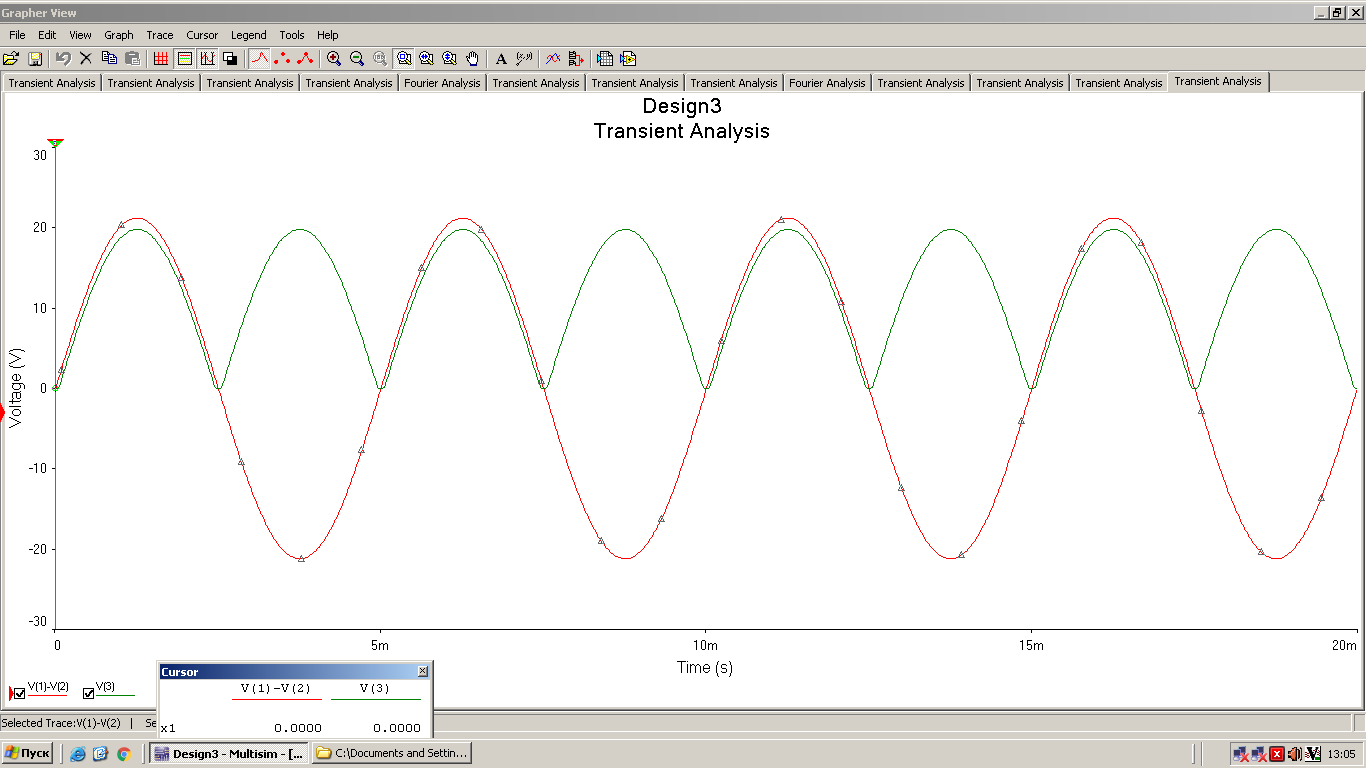 Grapher View
File Edit View Graph Trace Cursor Legend Tools Help
A
Transient Analysis Transient Analysis Transient Analysis Transient Analysis Fourier Analysis Transient Analysis Transient Analysis Transient Analysis Fourier Analysis Transient Analysis Transient Analysis Transient Analysis Transient Analysis
Design3
Transient Analysis
30
20
10
0
-10
-20
-30
Voltage (V)
0 5m 10m 15m 20m
Time (s)
V(1)-V(2) V(3)
Cursor
V(1)-V(2) V(3)
x1 0.0000 0.0000
Selected Trace:V(1)-V(2) | Se
Пуск Design3 - Multisim - [... C:\Documents and Settin... 13:05